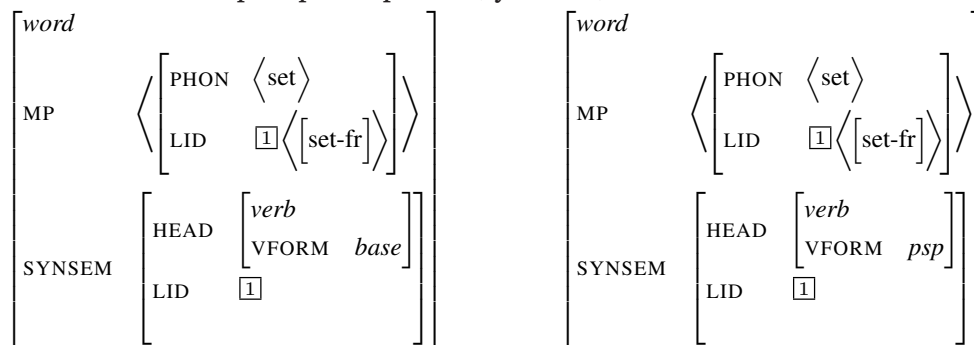 word word
PHON ⟨set⟩ PHON ⟨set⟩
MP MP
LID 1⟨[set-fr]⟩ LID 1⟨[set-fr]⟩
verb verb
HEAD HEAD
VFORM base VFORM psp
SYNSEM SYNSEM
LID 1 LID 1